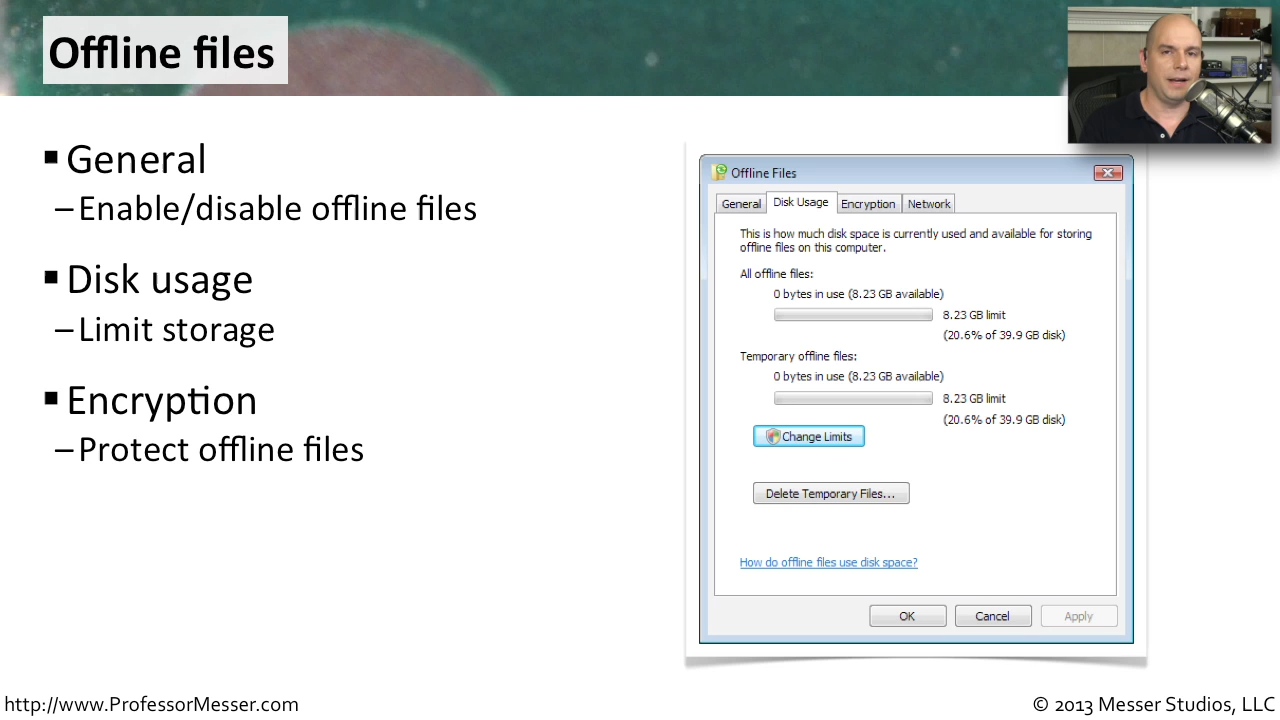 Offline files
▪ General
– Enable/disable offline files
▪ Disk usage
– Limit storage
▪ Encryption
– Protect offline files
Offline Files
General Disk Usage Encryption Network
This is how much disk space is currently used and available for storing
offline files on this computer.
All offline files:
0 bytes in use (8.23 GB available)
8.23 GB limit
(20.6% of 39.9 GB disk)
Temporary offline files:
0 bytes in use (8.23 GB available)
8.23 GB limit
(20.6% of 39.9 GB disk)
Change Limits
Delete Temporary Files...
How do offline files use disk space?
OK Cancel Apply
http://www.ProfessorMesser.com
© 2013 Messer Studios, LLC